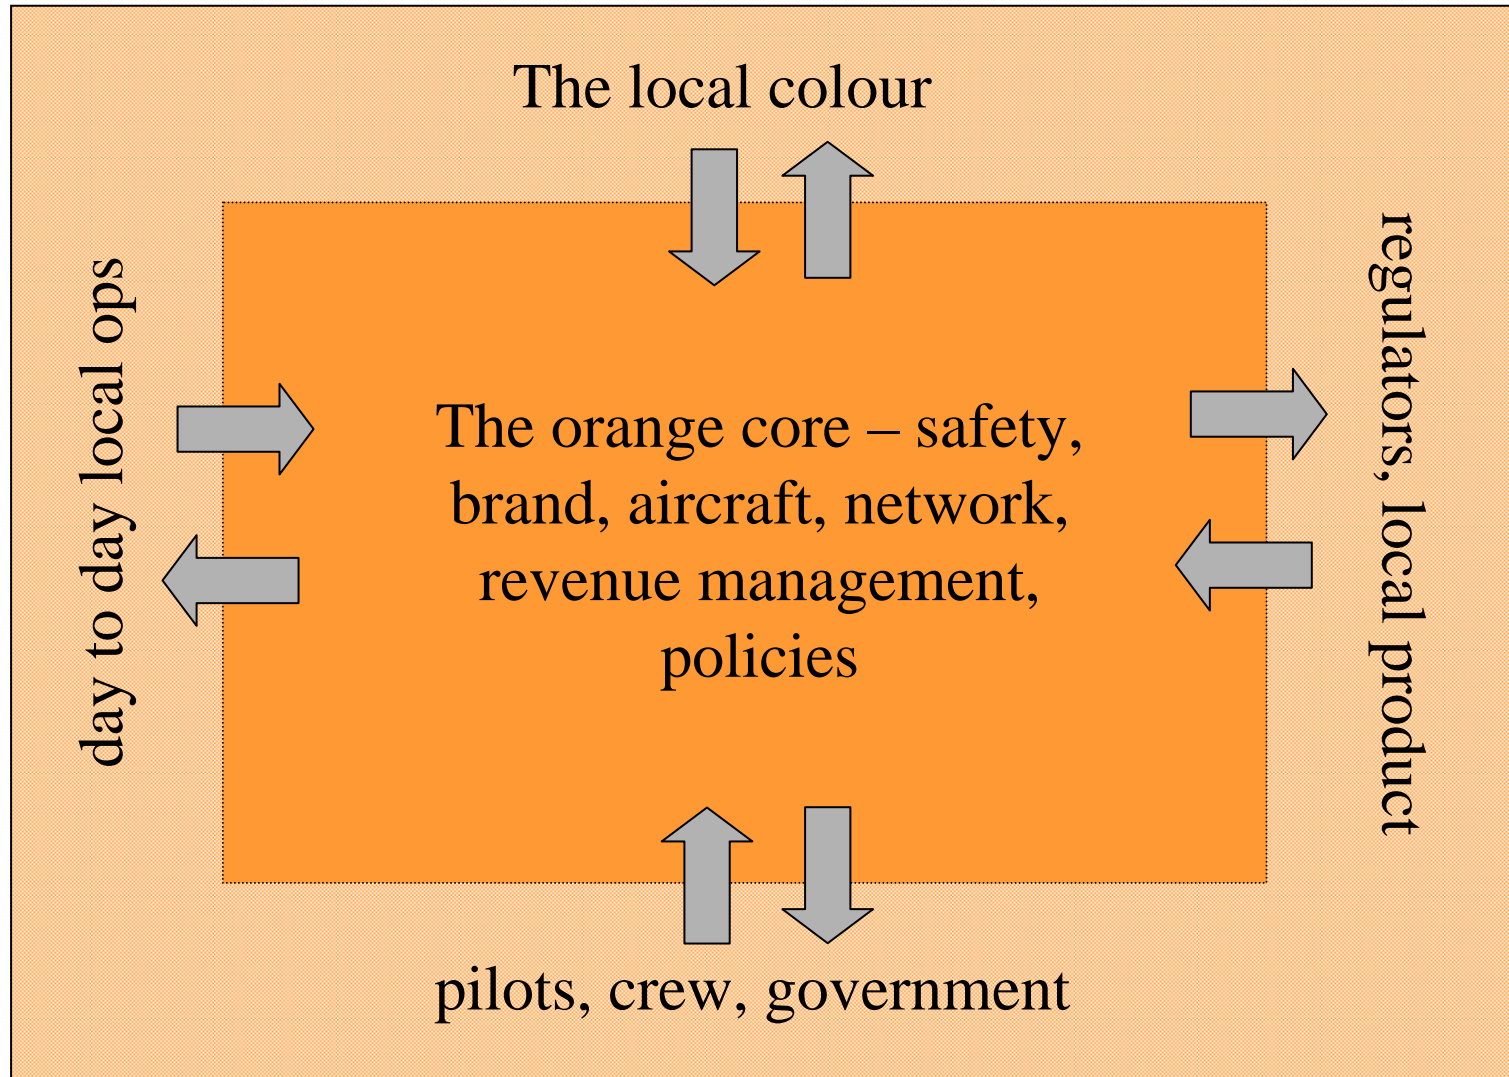 The local colour
day to day local ops
The orange core – safety,
brand, aircraft, network,
revenue management,
policies
regulators, local product
pilots, crew, government